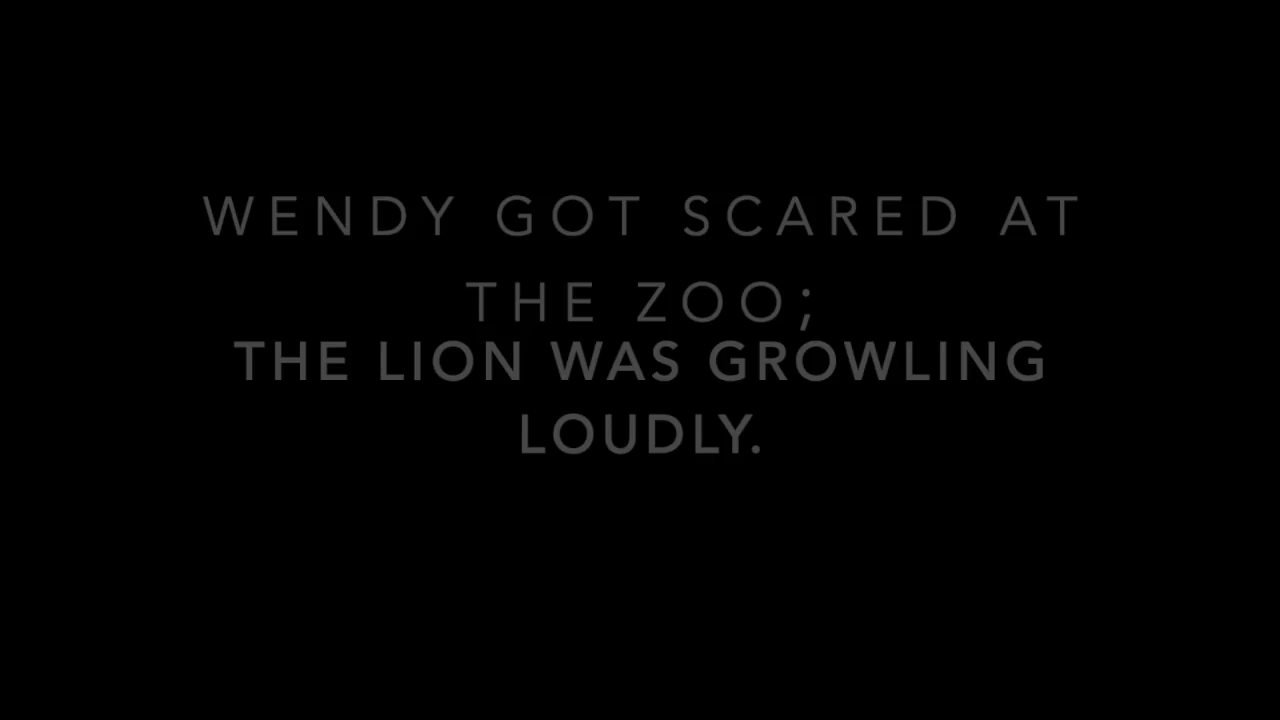 WENDY GOT SCARED AT
THE ZOO;
THE LION WAS GROWLING
LOUDLY.